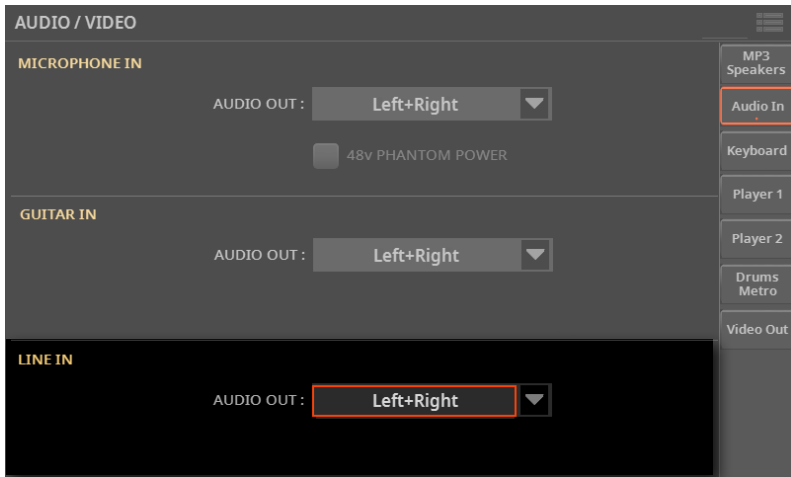 AUDIO / VIDEO
MICROPHONE IN
AUDIO OUT : Left+Right
48v PHANTOM POWER
GUITAR IN
AUDIO OUT : Left+Right
LINE IN
AUDIO OUT : Left+Right
MP3
Speakers
Audio In
Keyboard
Player 1
Player 2
Drums
Metro
Video Out